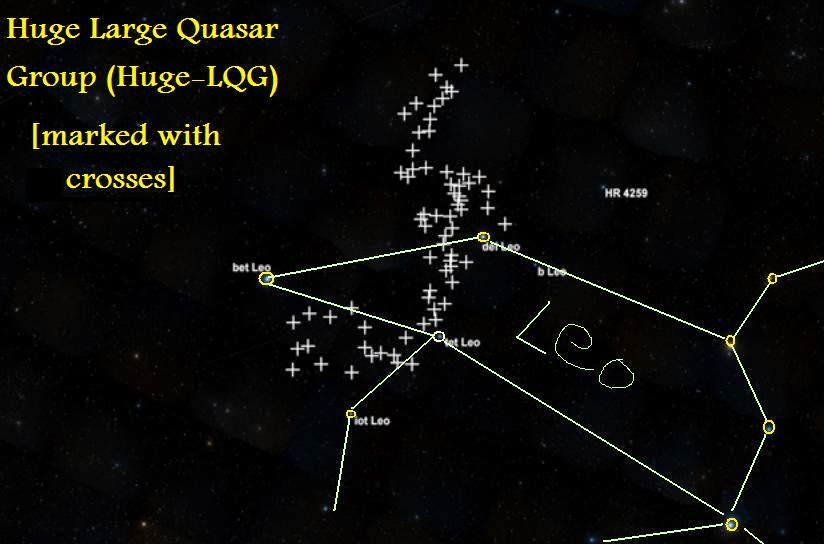 Huge Large Quasar
Group (Huge-LQG)
[marked with
crosses]
HR 4259
del Leo
bet Leo
b Leo
tet Leo
Leo
iot Leo